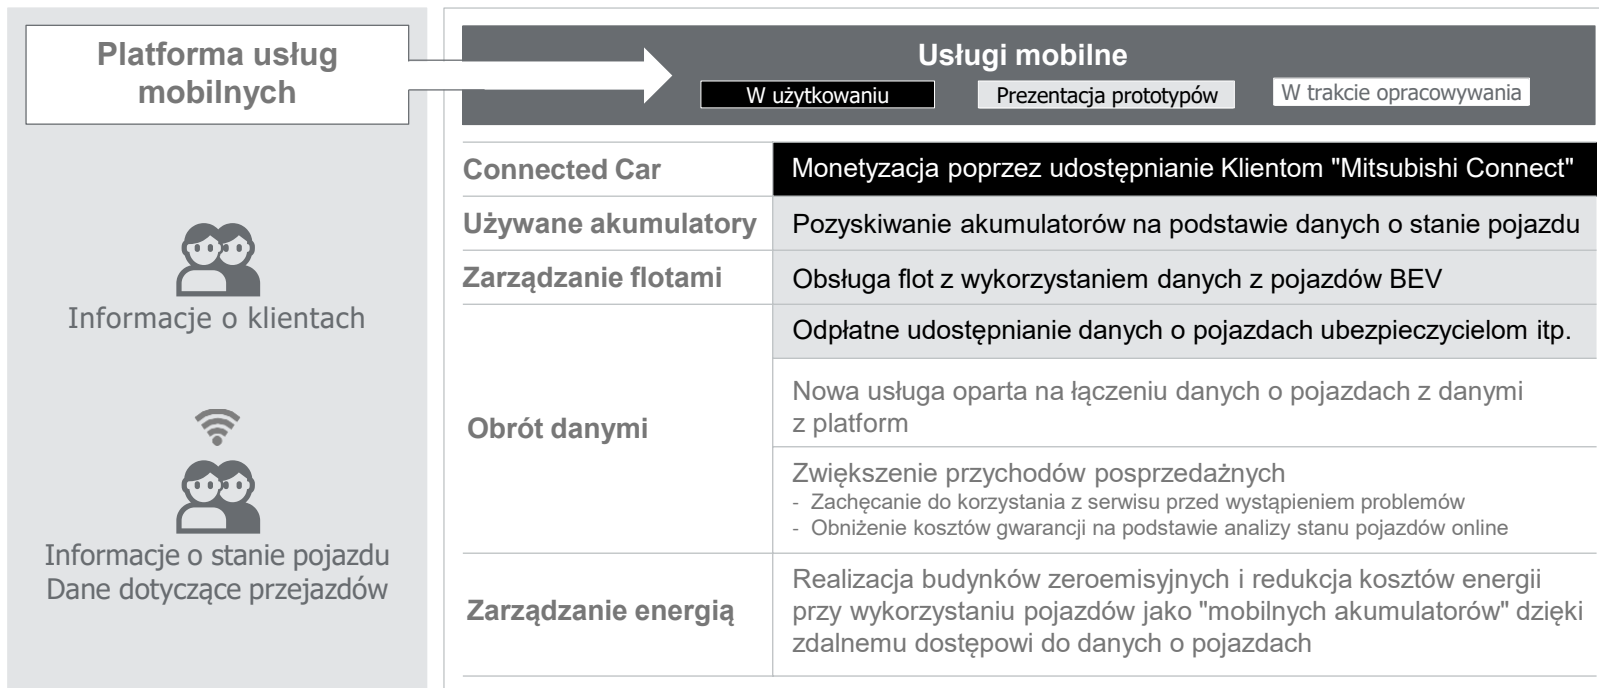 Platforma usług
mobilnych
Informacje o klientach
Informacje o stanie pojazdu
Dane dotyczące przejazdów
Usługi mobilne
W użytkowaniu
Prezentacja prototypów
W trakcie opracowywania
Connected Car
Monetyzacja poprzez udostępnianie Klientom "Mitsubishi Connect"
Używane akumulatory
Pozyskiwanie akumulatorów na podstawie danych o stanie pojazdu
Zarządzanie flotami
Obsługa flot z wykorzystaniem danych z pojazdów BEV
Obrót danymi
Odpłatne udostępnianie danych o pojazdach ubezpieczycielom itp.
Nowa usługa oparta na łączeniu danych o pojazdach z danymi
z platform
Zwiększenie przychodów posprzedażnych
- Zachęcanie do korzystania z serwisu przed wystąpieniem problemów
- Obniżenie kosztów gwarancji na podstawie analizy stanu pojazdów online
Zarządzanie energią
Realizacja budynków zeroemisyjnych i redukcja kosztów energii
przy wykorzystaniu pojazdów jako "mobilnych akumulatorów" dzięki
zdalnemu dostępowi do danych o pojazdach